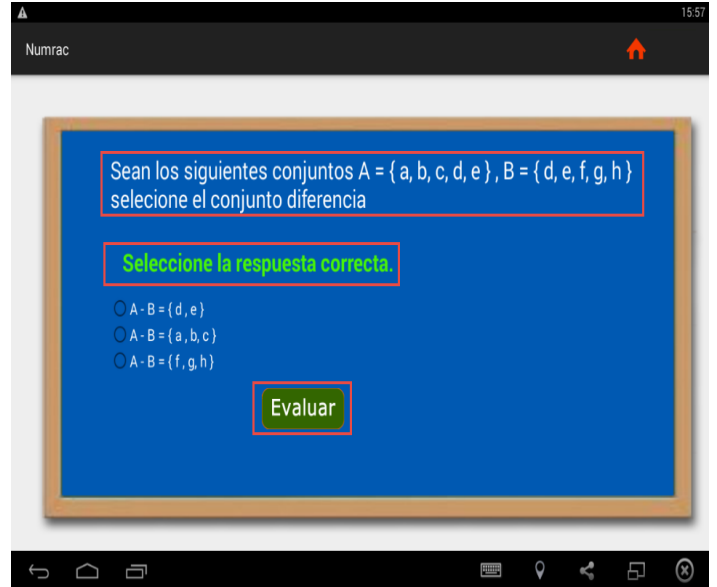 15:57
Numrac
Sean los siguientes conjuntos A = { a, b, c, d, e } , B = { d, e, f, g, h }
selecione el conjunto diferencia
Seleccione la respuesta correcta.
A - B = { d , e }
A - B = { a , b, c }
A - B = { f , g, h }
Evaluar